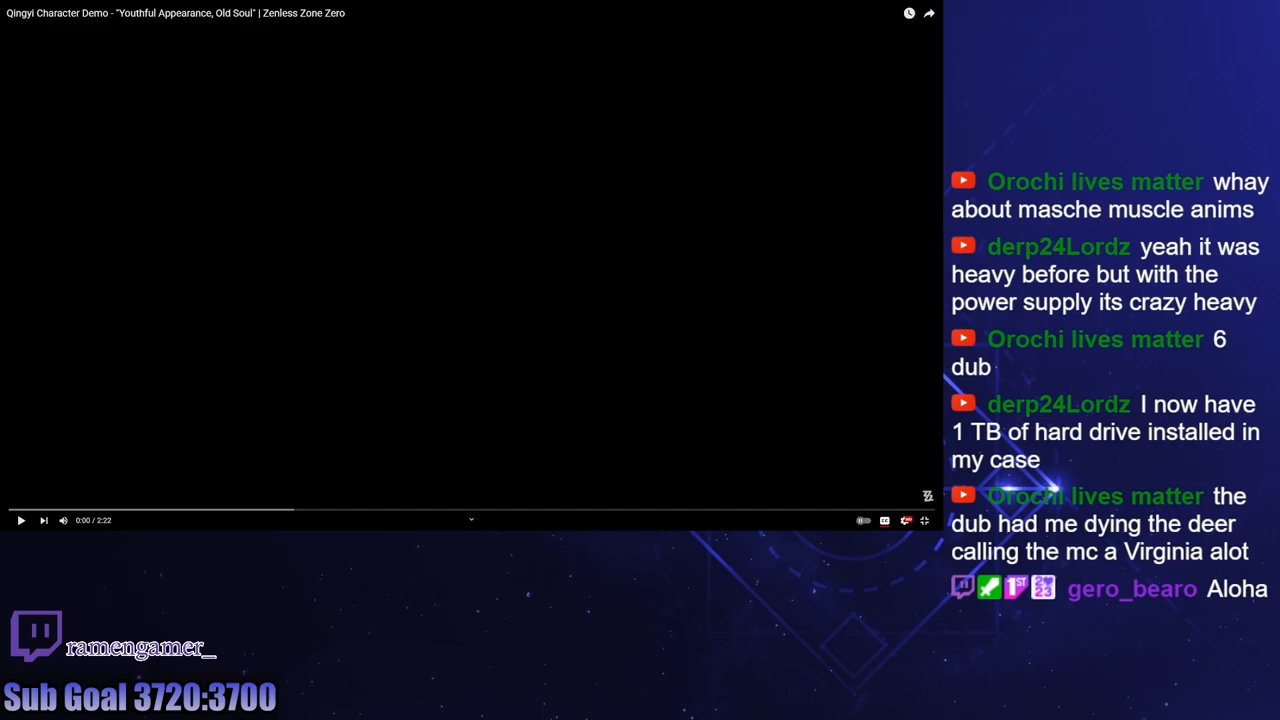 Qingyi Character Demo - "Youthful Appearance, Old Soul" | Zenless Zone Zero
Orochi lives matter whay
about masche muscle anims
derp24Lordz yeah it was
heavy before but with the
power supply its crazy heavy
Orochi lives matter 6
dub
derp24Lordz I now have
1 TB of hard drive installed in
my case
Orochi lives matter the
dub had me dying the deer
calling the mc a Virginia alot
1ST 2023 gero_bearo Aloha
0:00 / 2:22
CC
ramengamer_
Sub Goal 3720:3700